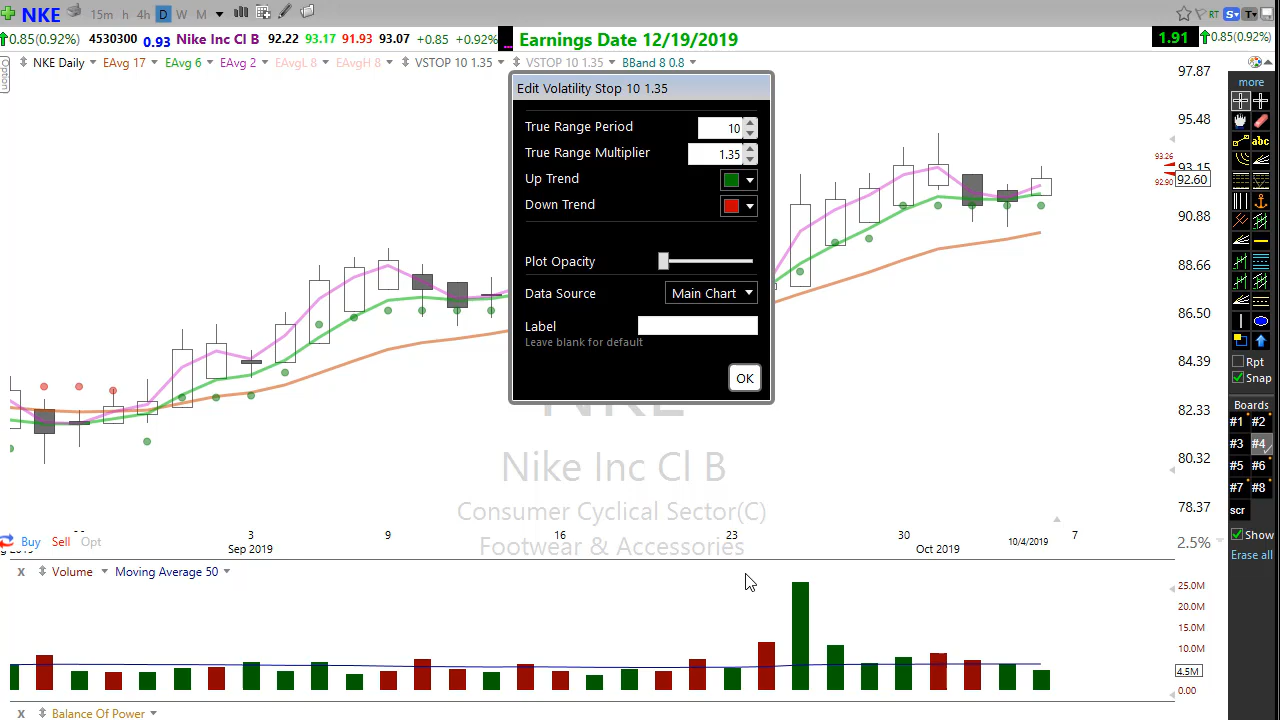 NKE 15m h 4h D W M RT S T
0.85(0.92%) 4530300 0.93 Nike Inc Cl B 92.22 93.17 91.93 93.07 +0.85 +0.92% ... Earnings Date 12/19/2019 1.91 0.85(0.92%)
Option
NKE Daily EAvg 17 EAvg 6 EAvg 2 EAvgL 8 EAvgH 8 VSTOP 10 1.35 VSTOP 10 1.35 BBand 8 0.8
97.87
95.48
93.26
93.15
92.90
92.60
90.88
88.66
86.50
84.39
82.33
80.32
78.37
2.5%
Edit Volatility Stop 10 1.35
True Range Period 10
True Range Multiplier 1.35
Up Trend
Down Trend
Plot Opacity
Data Source Main Chart
Label
Leave blank for default
OK
NKE
Nike Inc Cl B
Consumer Cyclical Sector(C)
Footwear & Accessories
3 9 16 23 30 7
Sep 2019 Oct 2019 10/4/2019
Buy Sell Opt
X Volume Moving Average 50
25.0M
20.0M
15.0M
10.0M
4.5M
0.00
X Balance Of Power
more
abc
Rpt
Snap
Boards
#1 #2
#3 #4
#5 #6
#7 #8
scr
Show
Erase all